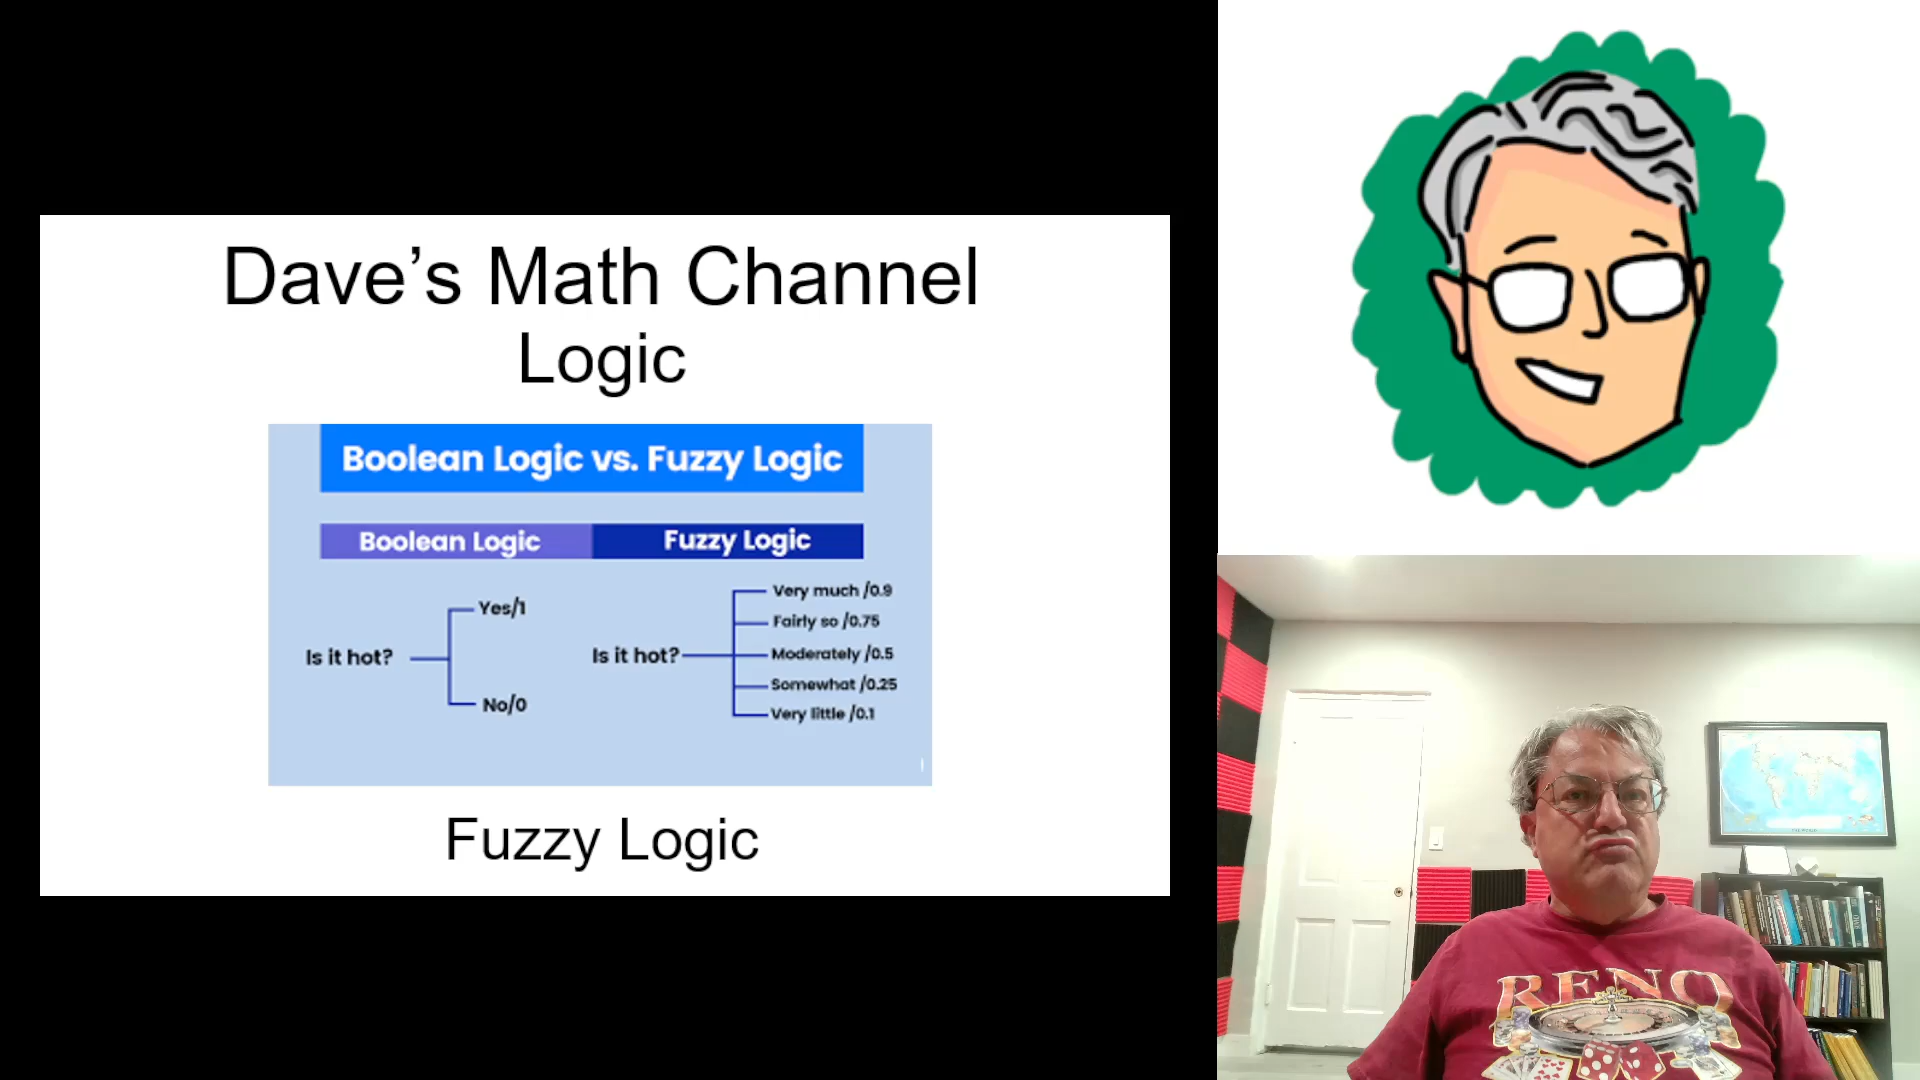 Dave's Math Channel
Logic
Boolean Logic vs. Fuzzy Logic
Boolean Logic
Fuzzy Logic
Is it hot?
Yes/1
No/0
Is it hot?
Very much /0.9
Fairly so /0.75
Moderately /0.5
Somewhat /0.25
Very little /0.1
Fuzzy Logic
RENO